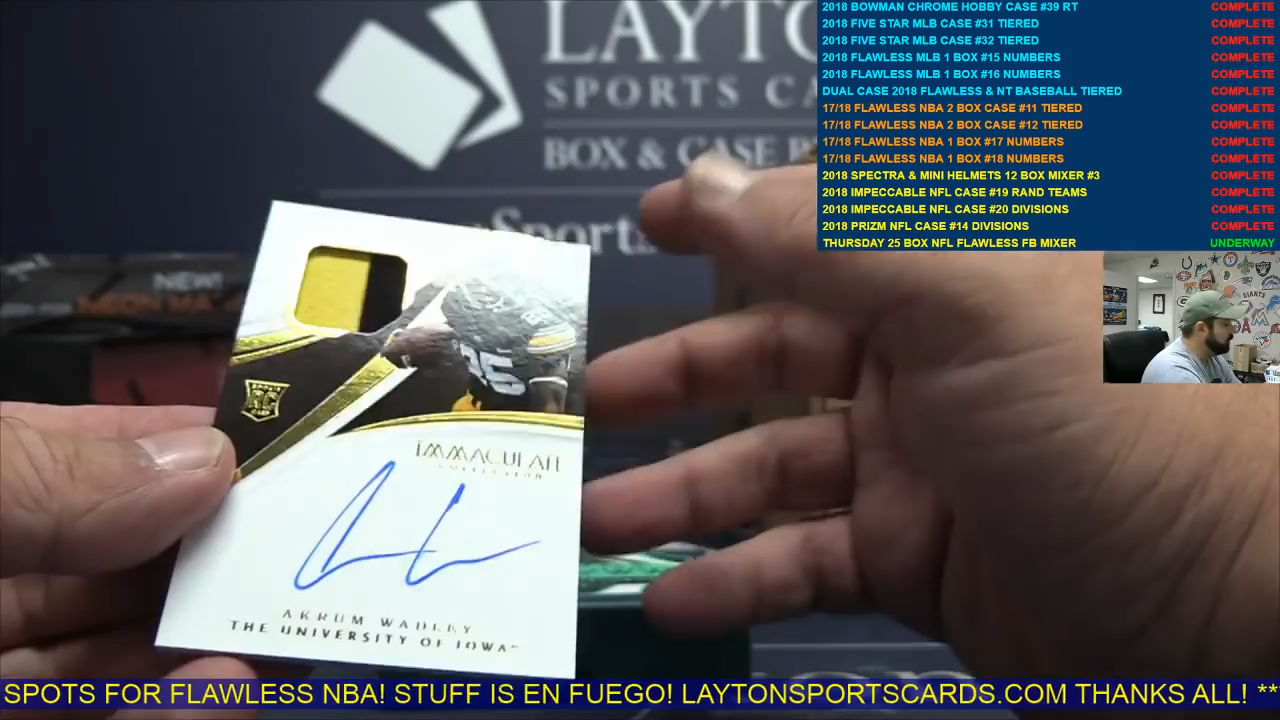 LAYTO
SPORTS CA
BOX & CASE
Sport
NEW!
2018 BOWMAN CHROME HOBBY CASE #39 RT COMPLETE
2018 FIVE STAR MLB CASE #31 TIERED COMPLETE
2018 FIVE STAR MLB CASE #32 TIERED COMPLETE
2018 FLAWLESS MLB 1 BOX #15 NUMBERS COMPLETE
2018 FLAWLESS MLB 1 BOX #16 NUMBERS COMPLETE
DUAL CASE 2018 FLAWLESS & NT BASEBALL TIERED COMPLETE
17/18 FLAWLESS NBA 2 BOX CASE #11 TIERED COMPLETE
17/18 FLAWLESS NBA 2 BOX CASE #12 TIERED COMPLETE
17/18 FLAWLESS NBA 1 BOX #17 NUMBERS COMPLETE
17/18 FLAWLESS NBA 1 BOX #18 NUMBERS COMPLETE
2018 SPECTRA & MINI HELMETS 12 BOX MIXER #3 COMPLETE
2018 IMPECCABLE NFL CASE #19 RAND TEAMS COMPLETE
2018 IMPECCABLE NFL CASE #20 DIVISIONS COMPLETE
2018 PRIZM NFL CASE #14 DIVISIONS COMPLETE
THURSDAY 25 BOX NFL FLAWLESS FB MIXER UNDERWAY
GIANTS
RC
25
IMMACULATE
COLLECTION
AKRUM WADLEY
THE UNIVERSITY OF IOWA
SPOTS FOR FLAWLESS NBA! STUFF IS EN FUEGO! LAYTONSPORTSCARDS.COM THANKS ALL! **